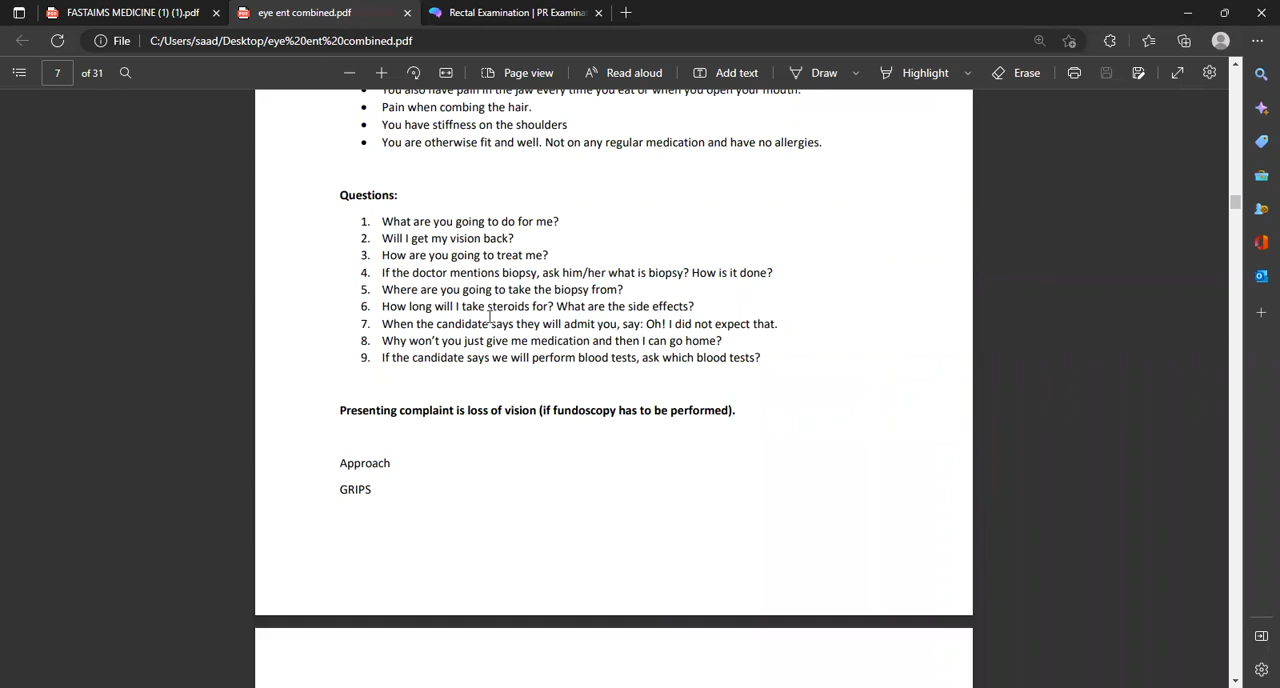 FASTAIMS MEDICINE (1) (1).pdf
eye ent combined.pdf
Rectal Examination | PR Examina
File
C:/Users/saad/Desktop/eye%20ent%20combined.pdf
7 of 31
Page view
Read aloud
Add text
Draw
Highlight
Erase
• You also have pain in the jaw every time you eat or when you open your mouth.
• Pain when combing the hair.
• You have stiffness on the shoulders
• You are otherwise fit and well. Not on any regular medication and have no allergies.
Questions:
1. What are you going to do for me?
2. Will I get my vision back?
3. How are you going to treat me?
4. If the doctor mentions biopsy, ask him/her what is biopsy? How is it done?
5. Where are you going to take the biopsy from?
6. How long will I take steroids for? What are the side effects?
7. When the candidate says they will admit you, say: Oh! I did not expect that.
8. Why won't you just give me medication and then I can go home?
9. If the candidate says we will perform blood tests, ask which blood tests?
Presenting complaint is loss of vision (if fundoscopy has to be performed).
Approach
GRIPS